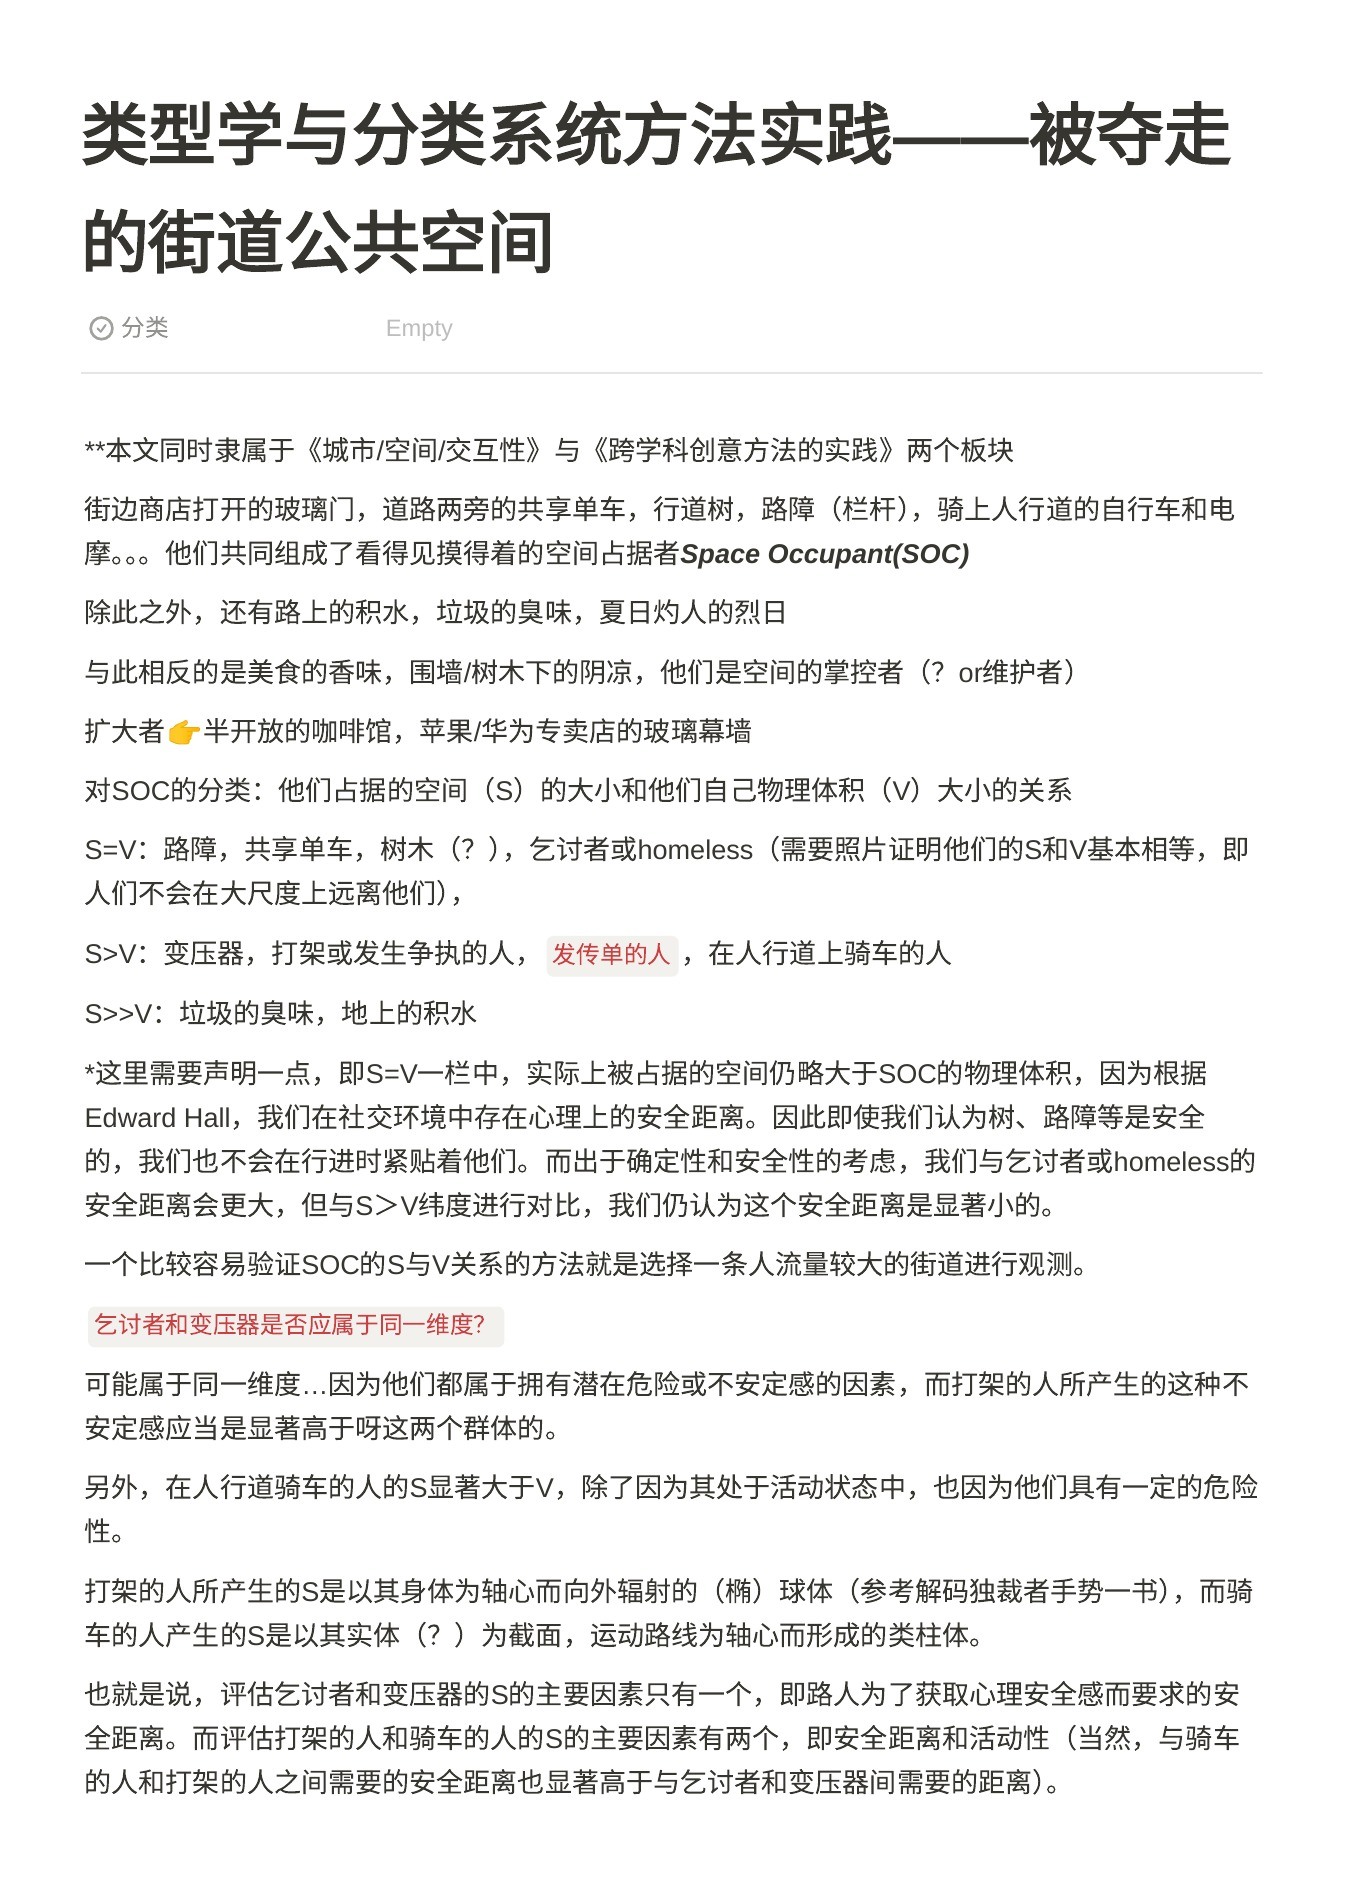 类型学与分类系统方法实践——被夺走
的街道公共空间
分类 Empty
**本文同时隶属于《城市/空间/交互性》与《跨学科创意方法的实践》两个板块
街边商店打开的玻璃门，道路两旁的共享单车，行道树，路障（栏杆），骑上人行道的自行车和电
摩。。。他们共同组成了看得见摸得着的空间占据者Space Occupant(SOC)
除此之外，还有路上的积水，垃圾的臭味，夏日灼人的烈日
与此相反的是美食的香味，围墙/树木下的阴凉，他们是空间的掌控者（？or维护者）
扩大者👉半开放的咖啡馆，苹果/华为专卖店的玻璃幕墙
对SOC的分类：他们占据的空间（S）的大小和他们自己物理体积（V）大小的关系
S=V：路障，共享单车，树木（？），乞讨者或homeless（需要照片证明他们的S和V基本相等，即
人们不会在大尺度上远离他们），
S>V：变压器，打架或发生争执的人，发传单的人，在人行道上骑车的人
S>>V：垃圾的臭味，地上的积水
*这里需要声明一点，即S=V一栏中，实际上被占据的空间仍略大于SOC的物理体积，因为根据
Edward Hall，我们在社交环境中存在心理上的安全距离。因此即使我们认为树、路障等是安全
的，我们也不会在行进时紧贴着他们。而出于确定性和安全性的考虑，我们与乞讨者或homeless的
安全距离会更大，但与S＞V纬度进行对比，我们仍认为这个安全距离是显著小的。
一个比较容易验证SOC的S与V关系的方法就是选择一条人流量较大的街道进行观测。
乞讨者和变压器是否应属于同一维度？
可能属于同一维度…因为他们都属于拥有潜在危险或不安定感的因素，而打架的人所产生的这种不
安定感应当是显著高于呀这两个群体的。
另外，在人行道骑车的人的S显著大于V，除了因为其处于活动状态中，也因为他们具有一定的危险
性。
打架的人所产生的S是以其身体为轴心而向外辐射的（椭）球体（参考解码独裁者手势一书），而骑
车的人产生的S是以其实体（？）为截面，运动路线为轴心而形成的类柱体。
也就是说，评估乞讨者和变压器的S的主要因素只有一个，即路人为了获取心理安全感而要求的安
全距离。而评估打架的人和骑车的人的S的主要因素有两个，即安全距离和活动性（当然，与骑车
的人和打架的人之间需要的安全距离也显著高于与乞讨者和变压器间需要的距离）。